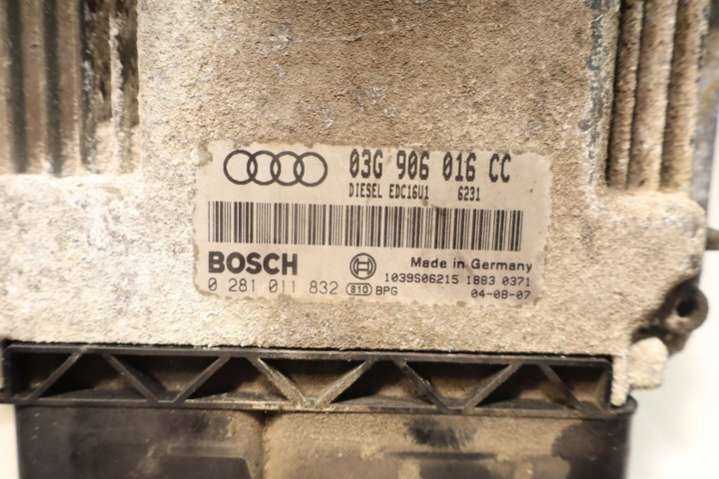 03G 906 016 CC
DIESEL EDC16U1 6231
BOSCH
Made in Germany
0 281 011 832 810 BPG
1039S06215 1883 0371
04-08-07